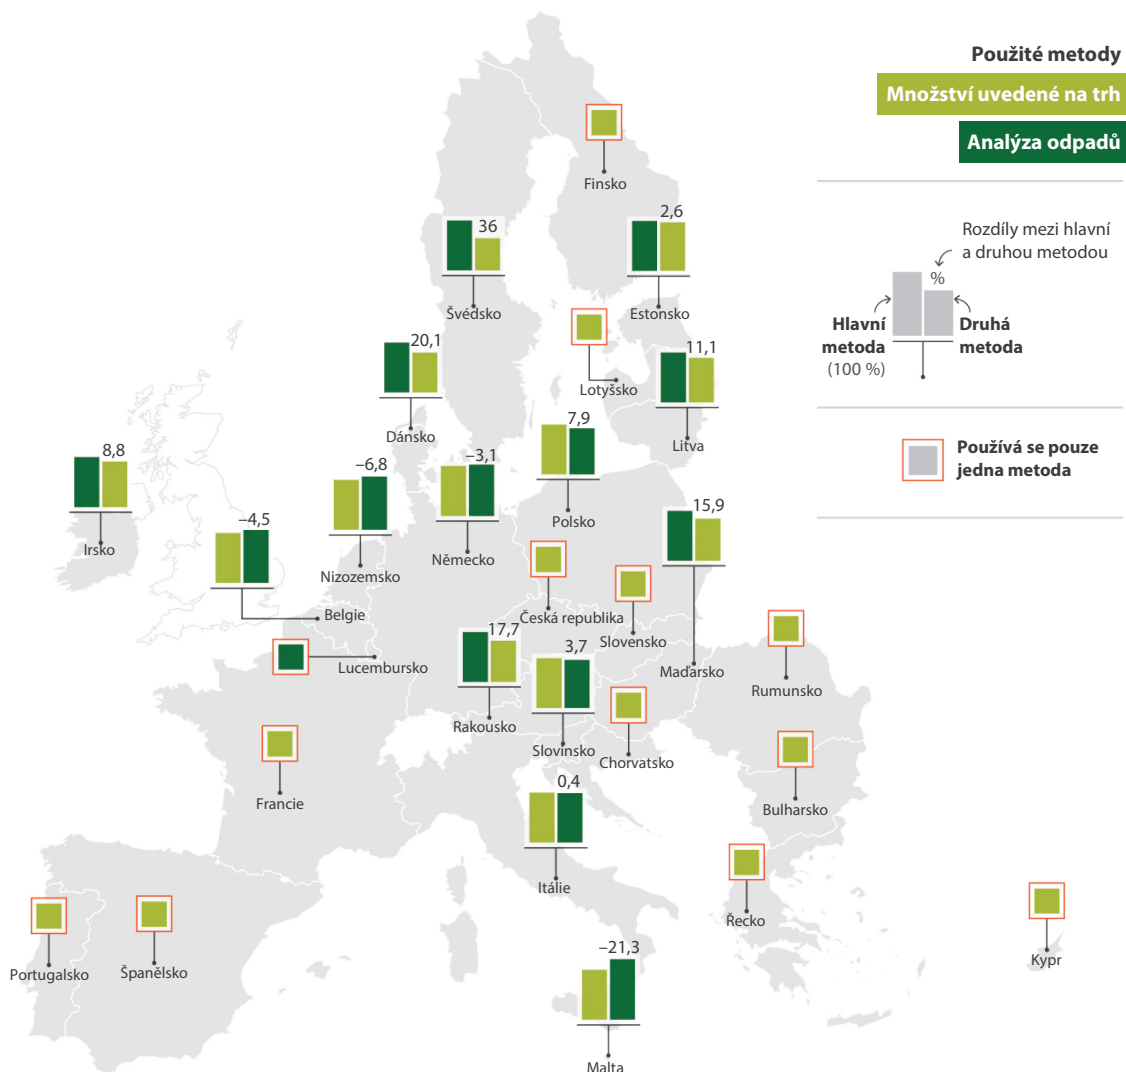 Použité metody
Množství uvedené na trh
Analýza odpadů
Rozdíly mezi hlavní
a druhou metodou
%
Hlavní
metoda
(100 %)
Druhá
metoda
Používá se pouze
jedna metoda
Finsko
36
Švédsko
2,6
Estonsko
Lotyšsko
20,1
Dánsko
11,1
Litva
7,9
Polsko
8,8
Irsko
–6,8
Nizozemsko
–3,1
Německo
–4,5
Belgie
15,9
Maďarsko
Česká republika
Slovensko
Lucembursko
17,7
Rakousko
3,7
Slovinsko
Chorvatsko
Rumunsko
Francie
Bulharsko
0,4
Itálie
Řecko
Portugalsko
Španělsko
Kypr
–21,3
Malta